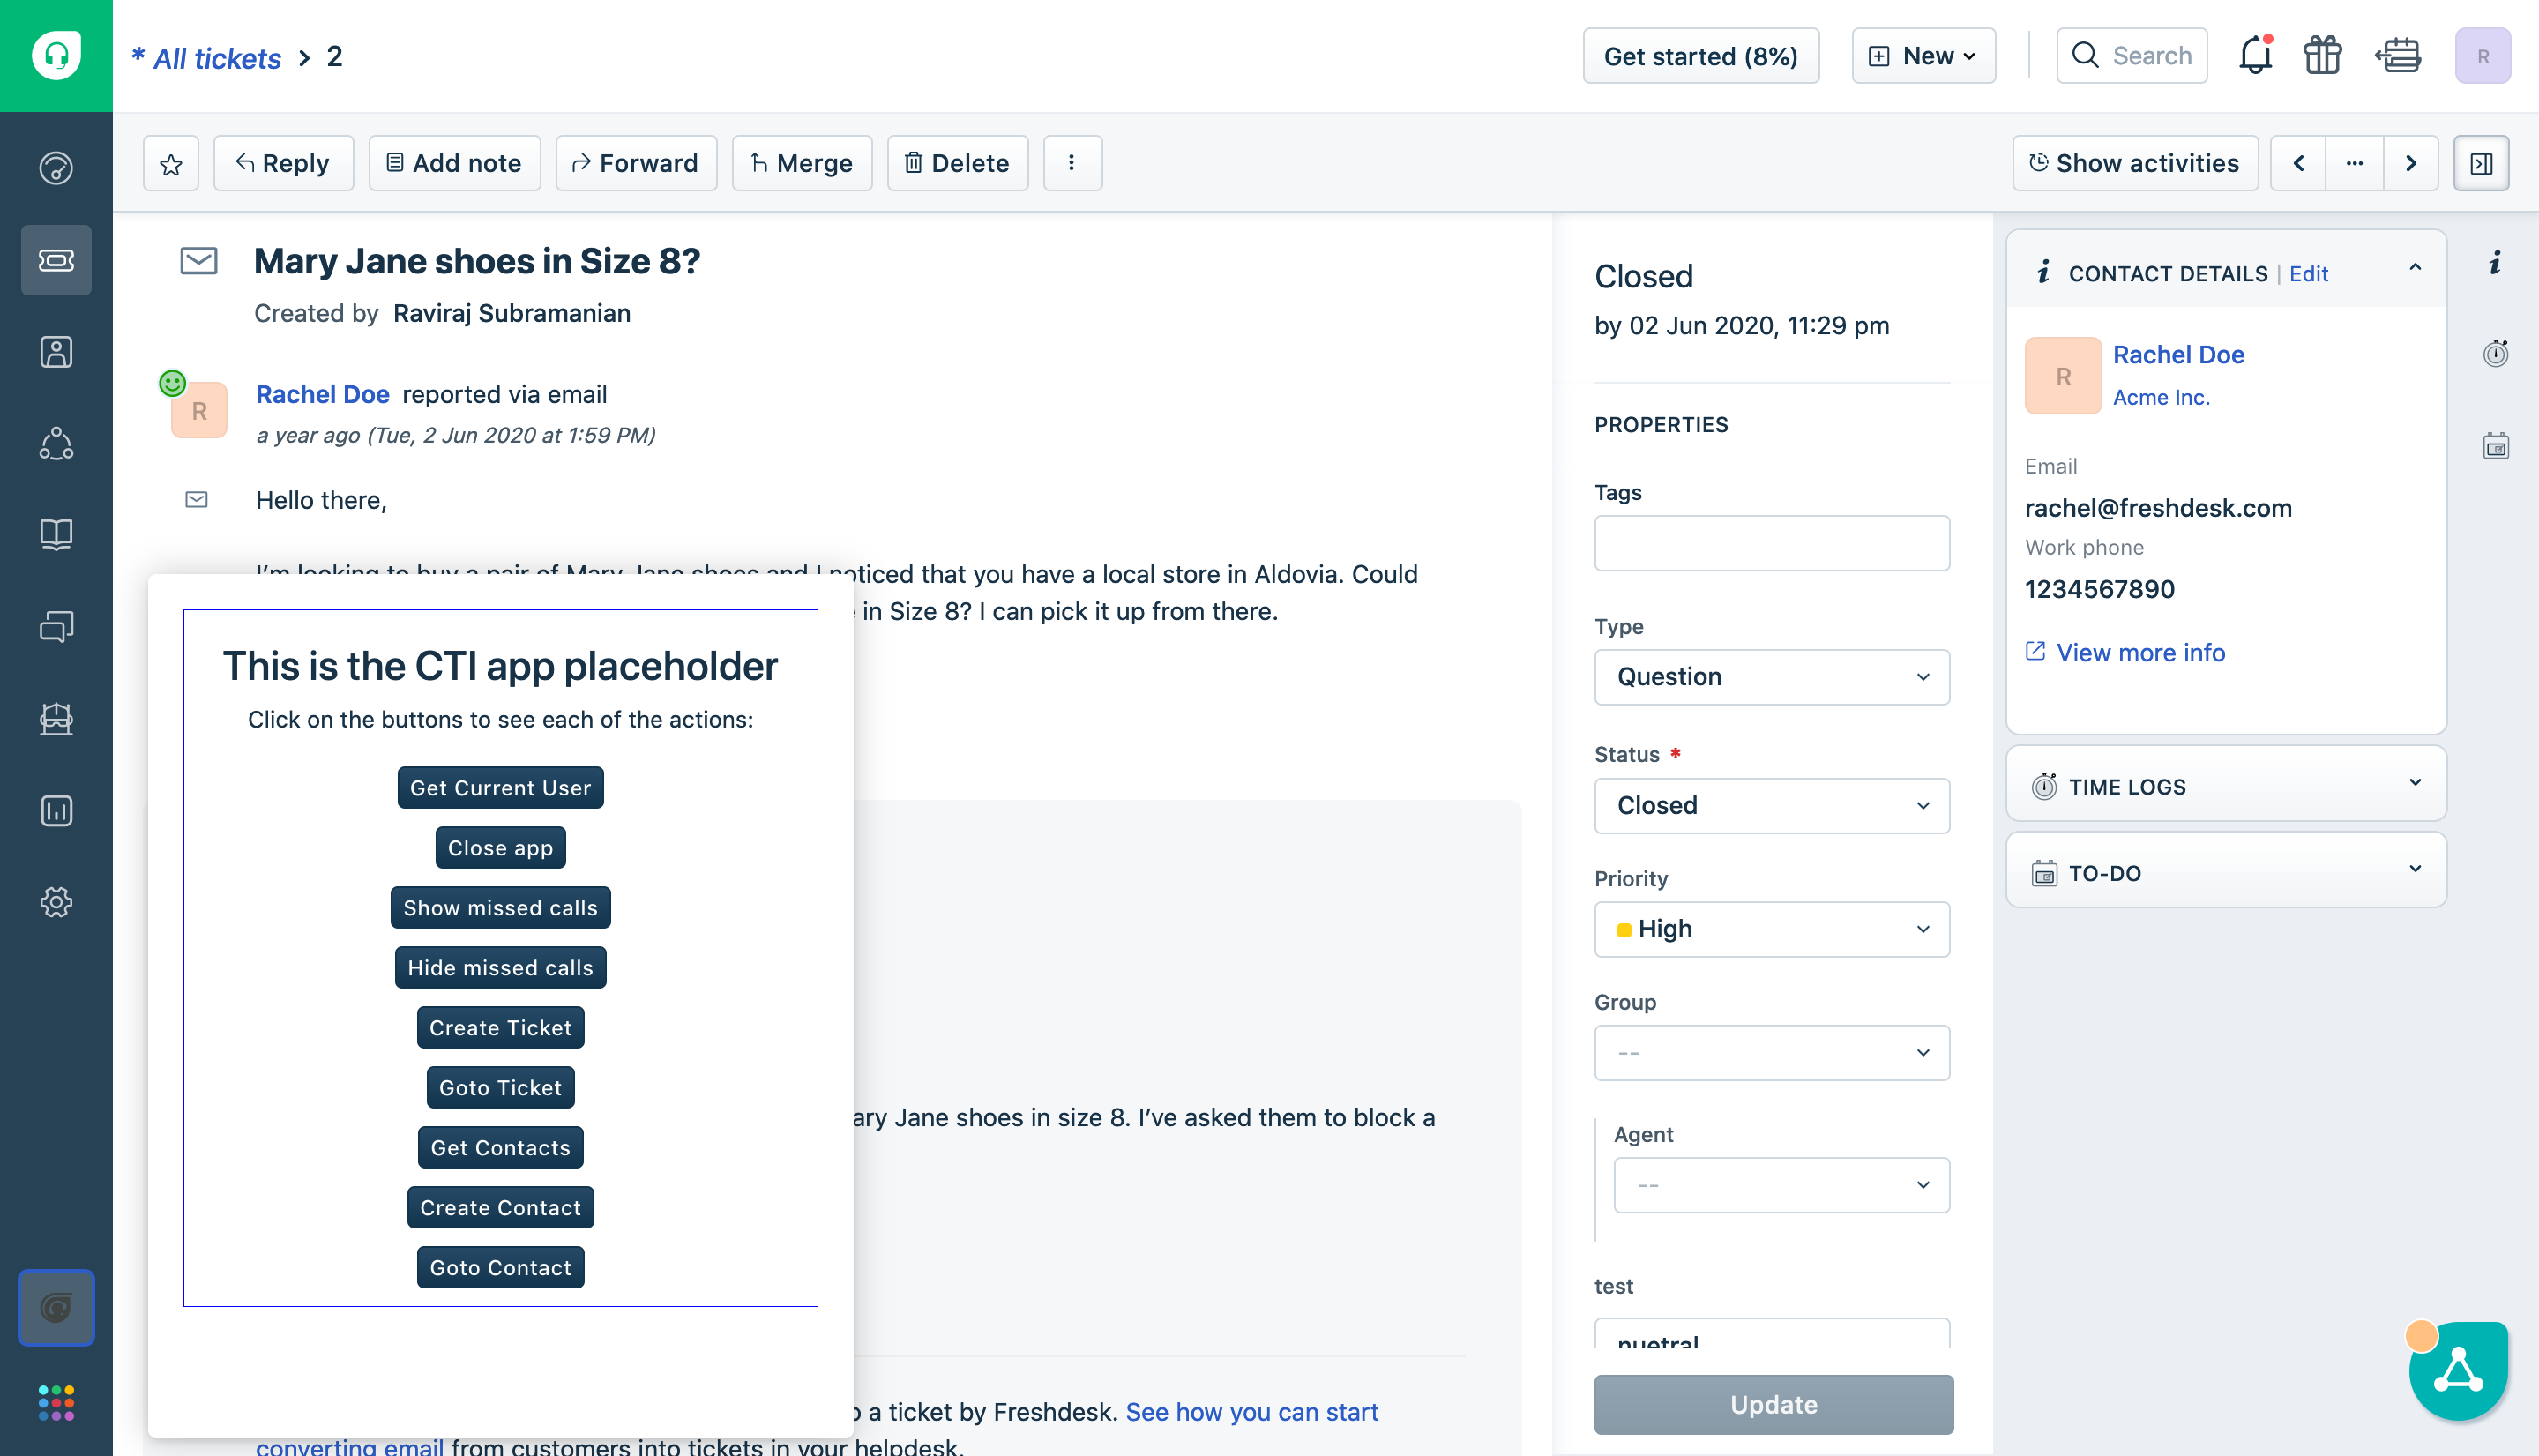 * All tickets > 2
Get started (8%)
New
Search
R
Reply
Add note
Forward
Merge
Delete
Show activities
Mary Jane shoes in Size 8?
Created by Raviraj Subramanian
R
Rachel Doe reported via email
a year ago (Tue, 2 Jun 2020 at 1:59 PM)
Hello there,
I'm looking to buy a pair of Mary Jane shoes and I noticed that you have a local store in Aldovia. Could
in Size 8? I can pick it up from there.
This is the CTI app placeholder
Click on the buttons to see each of the actions:
Get Current User
Close app
Show missed calls
Hide missed calls
Create Ticket
Goto Ticket
Get Contacts
Create Contact
Goto Contact
ary Jane shoes in size 8. I've asked them to block a
a ticket by Freshdesk. See how you can start
converting email from customers into tickets in your helpdesk.
Closed
by 02 Jun 2020, 11:29 pm
PROPERTIES
Tags
Type
Question
Status *
Closed
Priority
High
Group
--
Agent
--
test
nuetral
Update
CONTACT DETAILS | Edit
R
Rachel Doe
Acme Inc.
Email
rachel@freshdesk.com
Work phone
1234567890
View more info
TIME LOGS
TO-DO